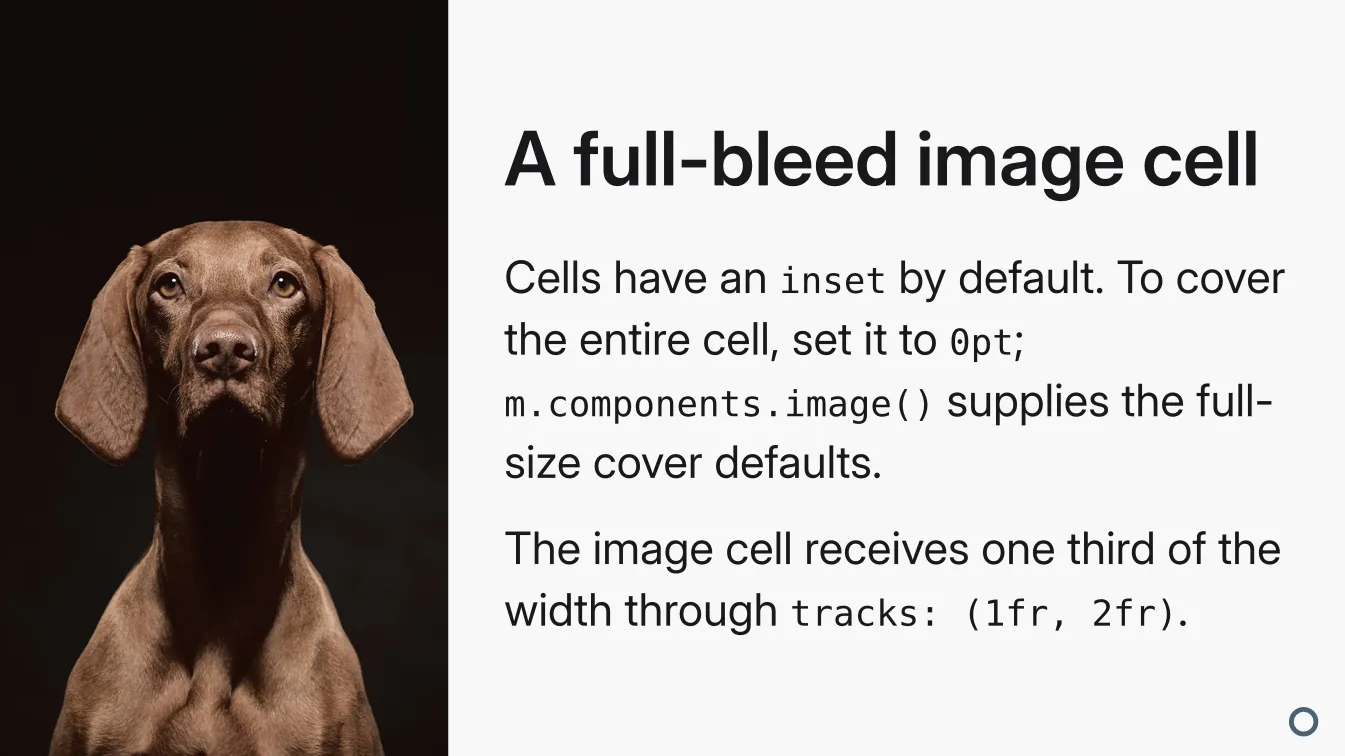 A full-bleed image cell
Cells have an inset by default. To cover
the entire cell, set it to 0pt;
m.components.image() supplies the full-
size cover defaults.
The image cell receives one third of the
width through tracks: (1fr, 2fr).